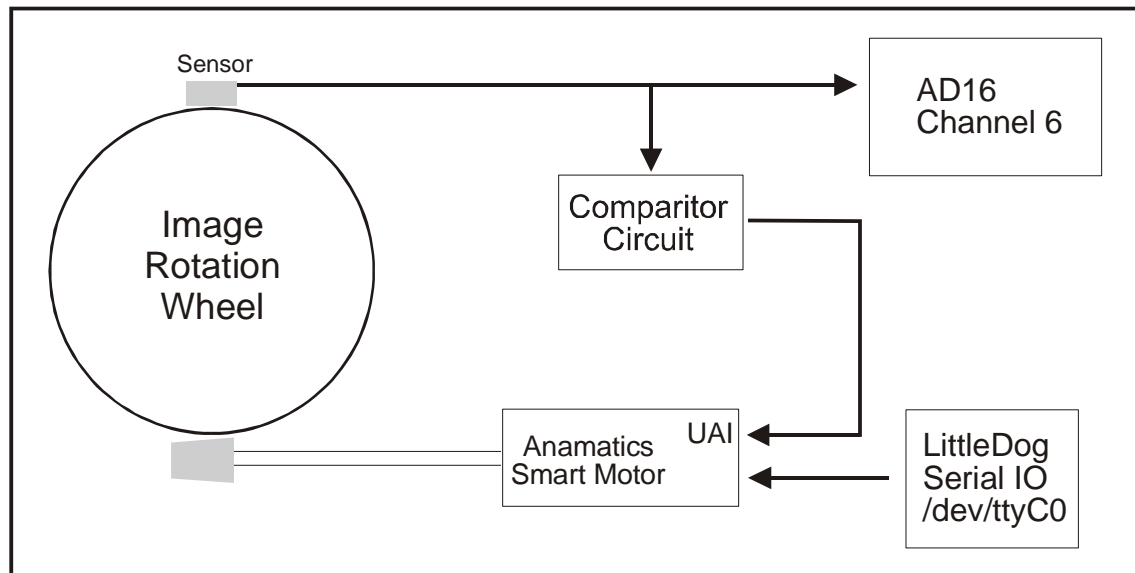 Sensor
AD16
Channel 6
Comparitor
Circuit
Image
Rotation
Wheel
UAI
Anamatics
Smart Motor
LittleDog
Serial IO
/dev/ttyC0